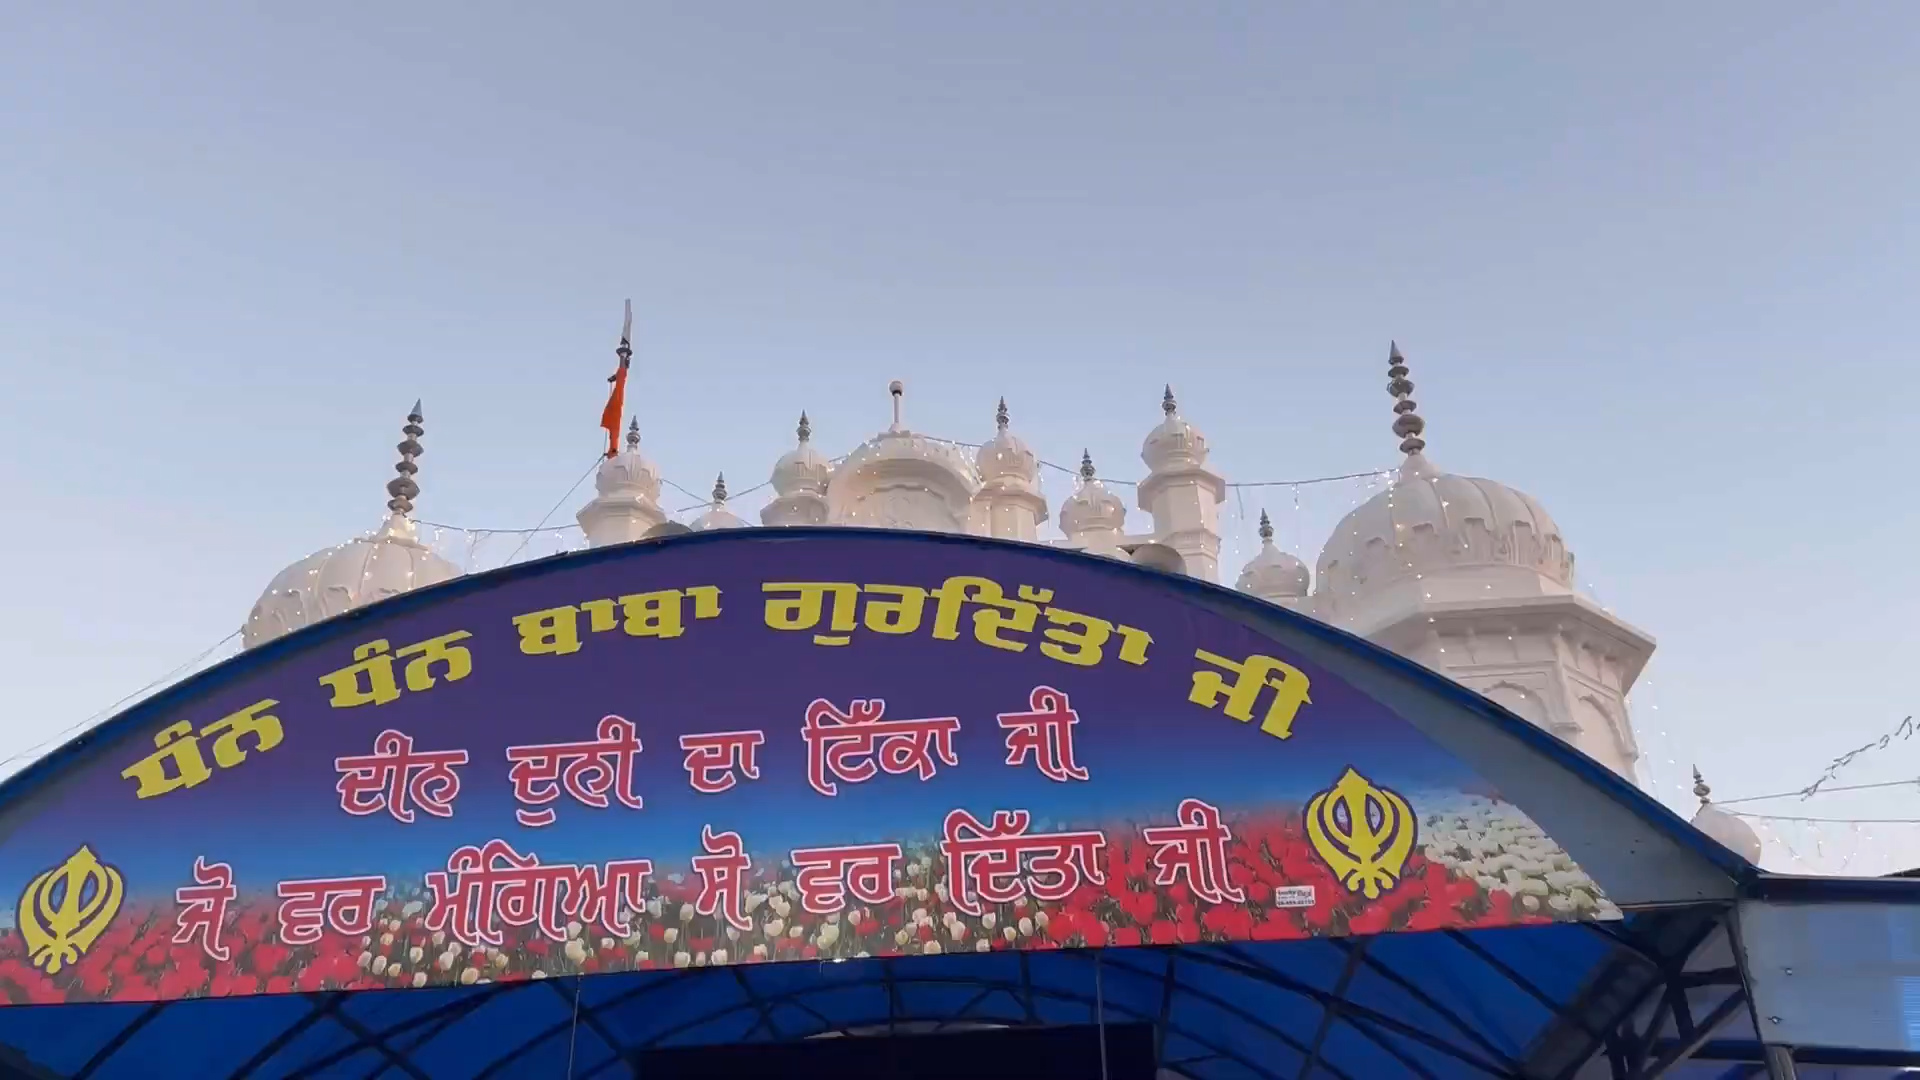 ਧੰਨ ਧੰਨ ਬਾਬਾ ਗੁਰਦਿੱਤਾ ਜੀ
ਦੀਨ ਦੁਨੀ ਦਾ ਟਿੱਕਾ ਜੀ
ਜੋ ਵਰ ਮੰਗਿਆ ਸੋ ਵਰ ਦਿੱਤਾ ਜੀ